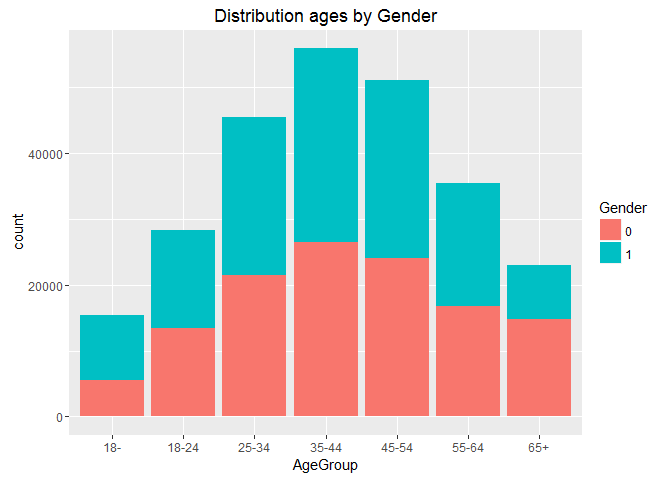 Distribution ages by Gender
count
40000
20000
0
18- 18-24 25-34 35-44 45-54 55-64 65+
AgeGroup
Gender
0
1